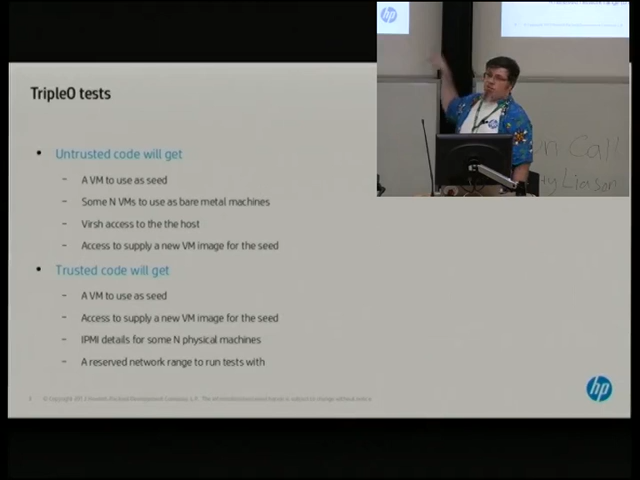 TripleO tests
Untrusted code will get
A VM to use as seed
Some N VMs to use as bare metal machines
Virsh access to the the host
Access to supply a new VM image for the seed
Trusted code will get
A VM to use as seed
Access to supply a new VM image for the seed
IPMI details for some N physical machines
A reserved network range to run tests with
hp
on Call
Liason